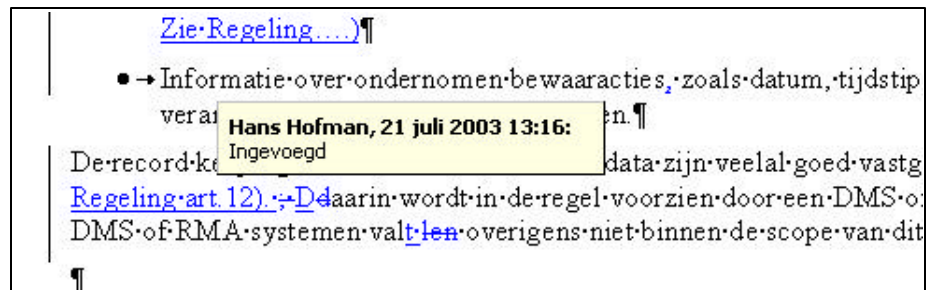 Zie·Regeling....)¶
●→Informatie·over·ondernomen·bewaaracties,·zoals·datum,·tijdstip
verar en.¶
Hans Hofman, 21 juli 2003 13:16:
Ingevoegd
De·record·ke data·zijn·veelal·goed·vastg
Regeling·art.12).·;·Ddaarin·wordt·in·de·regel·voorzien·door·een·DMS·o
DMS·of·RMA·systemen·valt·len·overigens·niet·binnen·de·scope·van·dit
¶